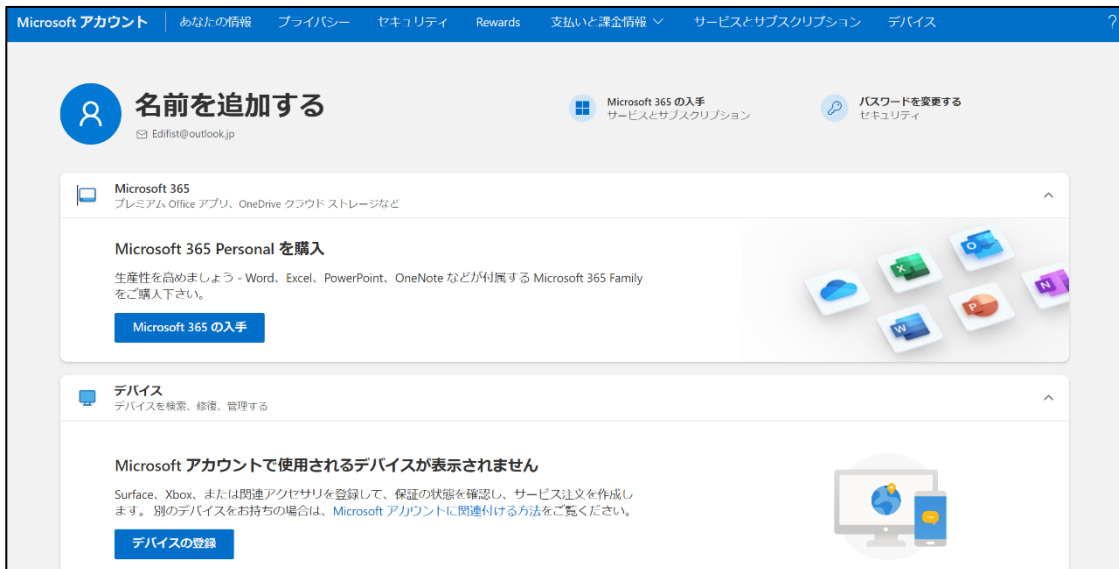 Microsoft アカウント あなたの情報 プライバシー セキュリティ Rewards 支払いと課金情報 サービスとサブスクリプション デバイス ?
名前を追加する
Edifist@outlook.jp
Microsoft 365 の入手
サービスとサブスクリプション
パスワードを変更する
セキュリティ
Microsoft 365
プレミアム Office アプリ、OneDrive クラウド ストレージなど
Microsoft 365 Personal を購入
生産性を高めましょう - Word、Excel、PowerPoint、OneNote などが付属する Microsoft 365 Family
をご購入下さい。
Microsoft 365 の入手
デバイス
デバイスを検索、修復、管理する
Microsoft アカウントで使用されるデバイスが表示されません
Surface、Xbox、または関連アクセサリを登録して、保証の状態を確認し、サービス注文を作成し
ます。 別のデバイスをお持ちの場合は、Microsoft アカウントに関連付ける方法をご覧ください。
デバイスの登録